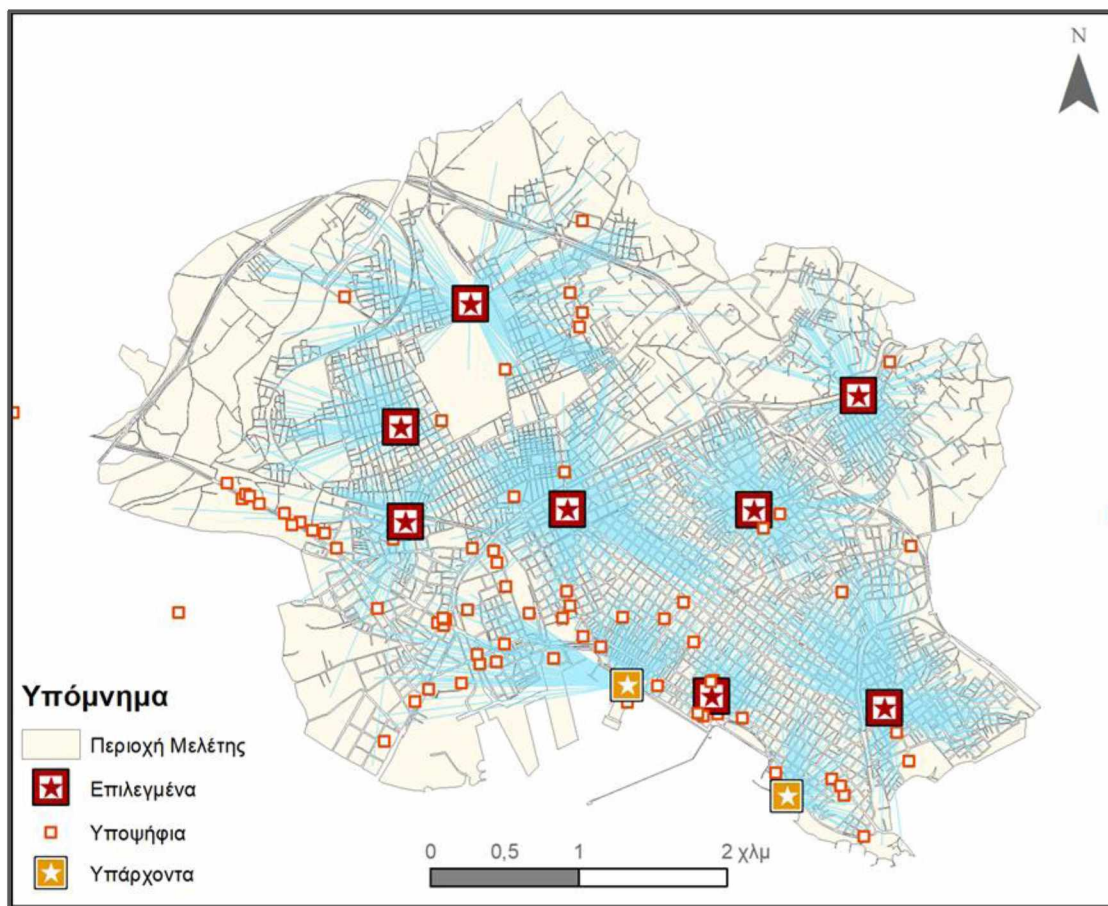 N
Υπόμνημα
Περιοχή Μελέτης
Επιλεγμένα
Υποψήφια
Υπάρχοντα
0 0,5 1 2 χλμ